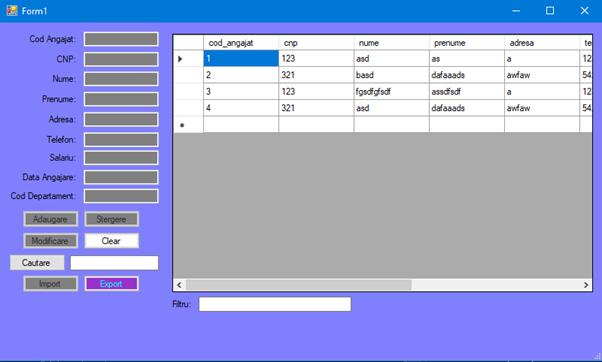 Form1
Cod Angajat:
CNP:
Nume:
Prenume:
Adresa:
Telefon:
Salariu:
Data Angajare:
Cod Departament:
Adaugare Stergere
Modificare Clear
Cautare
Import Export
cod_angajat cnp nume prenume adresa te
1 123 asd as a 12
2 321 basd dafaaads awfaw 54
3 123 fgsdfgfsdf assdfsdf a 12
4 321 asd dafaaads awfaw 54
*
Filtru: